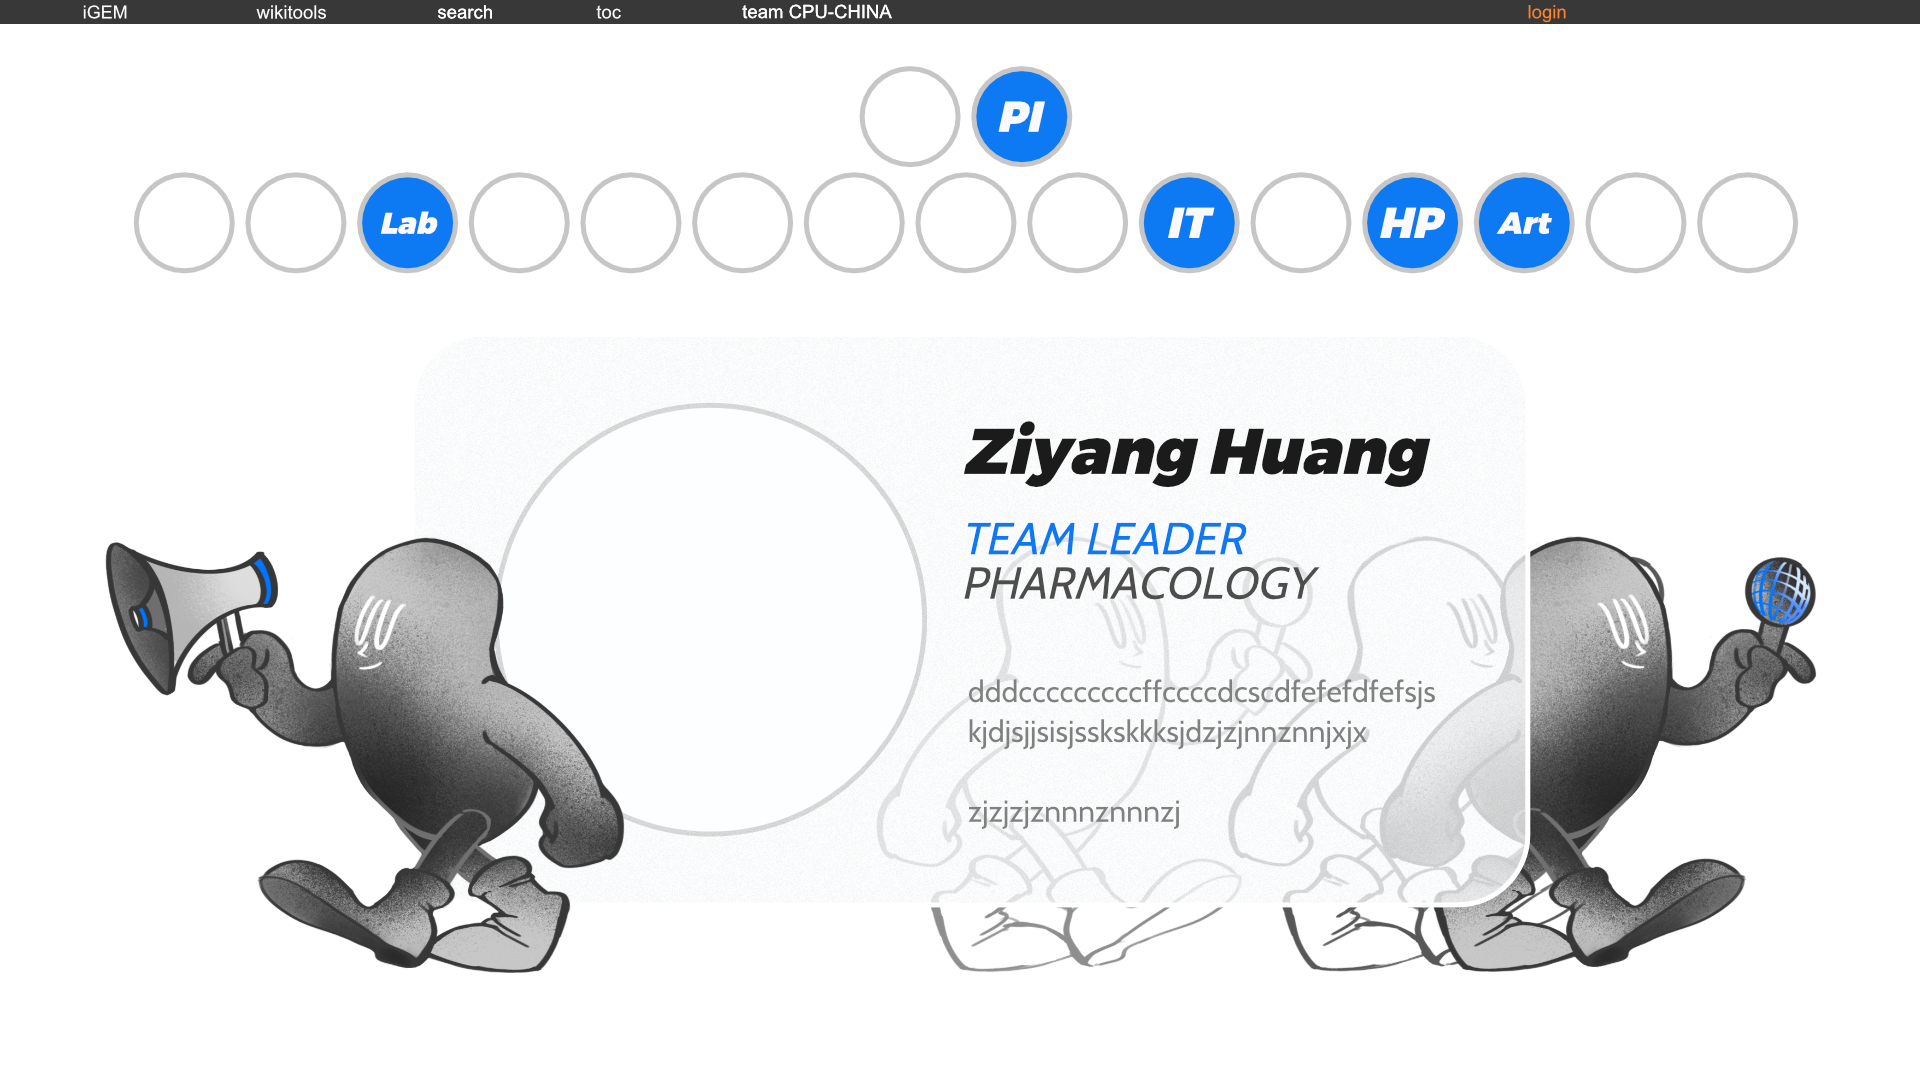 iGEM wikitools search toc team CPU-CHINA login
PI
Lab IT HP Art
Ziyang Huang
TEAM LEADER
PHARMACOLOGY
dddcccccccccffccccdcscdfefefdfefsjs
kjdjsjjsisjsskskkksjdzjzjnnznnjxjx
zjzjzjznnnznnnzj